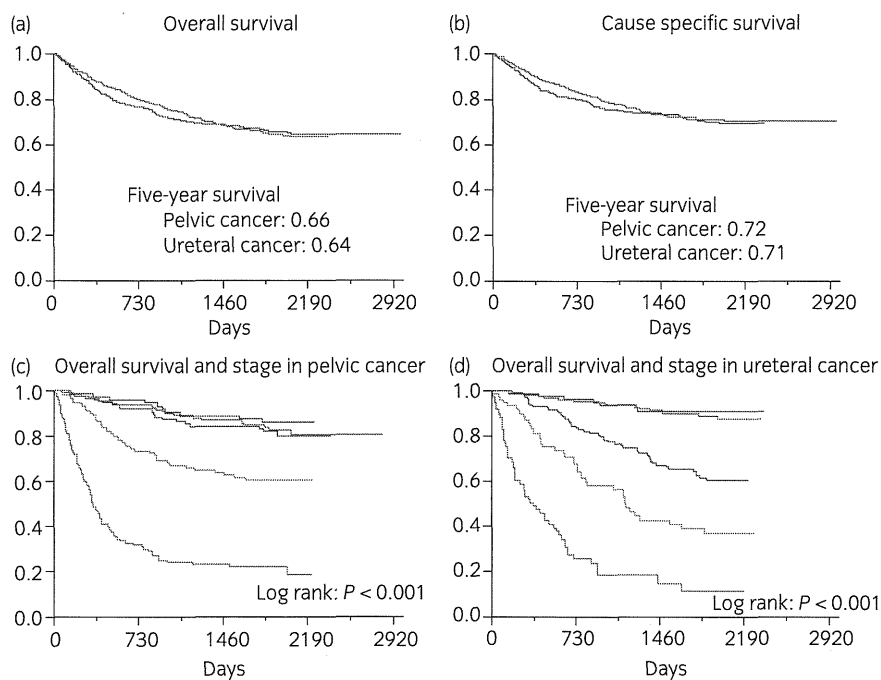 (a) Overall survival
1.0
0.8
0.6
0.4
0.2
0.0
Five-year survival
Pelvic cancer: 0.66
Ureteral cancer: 0.64
0 730 1460 2190 2920
Days
(b) Cause specific survival
1.0
0.8
0.6
0.4
0.2
0.0
Five-year survival
Pelvic cancer: 0.72
Ureteral cancer: 0.71
0 730 1460 2190 2920
Days
(c) Overall survival and stage in pelvic cancer
1.0
0.8
0.6
0.4
0.2
0.0
Log rank: P < 0.001
0 730 1460 2190 2920
Days
(d) Overall survival and stage in ureteral cancer
1.0
0.8
0.6
0.4
0.2
0.0
Log rank: P < 0.001
0 730 1460 2190 2920
Days